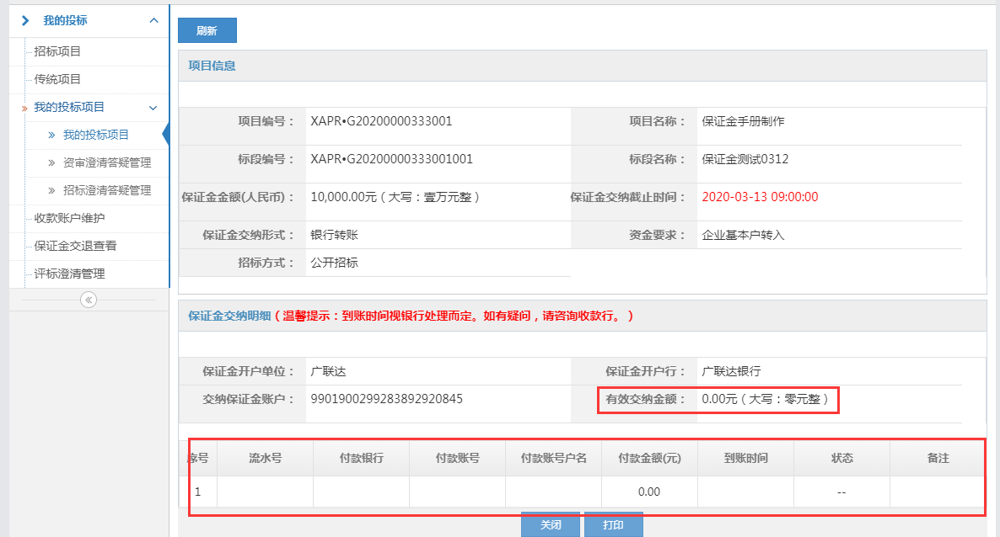 我的投标
招标项目
传统项目
我的投标项目
我的投标项目
资审澄清答疑管理
招标澄清答疑管理
收款账户维护
保证金交退查看
评标澄清管理
刷新
项目信息
项目编号： XAPR•G20200000333001 项目名称： 保证金手册制作
标段编号： XAPR•G20200000333001001 标段名称： 保证金测试0312
保证金金额(人民币)： 10,000.00元（大写：壹万元整） 保证金交纳截止时间： 2020-03-13 09:00:00
保证金交纳形式： 银行转账 资金要求： 企业基本户转入
招标方式： 公开招标
保证金交纳明细（温馨提示：到账时间视银行处理而定。如有疑问，请咨询收款行。）
保证金开户单位： 广联达 保证金开户行： 广联达银行
交纳保证金账户： 9901900299283892920845 有效交纳金额： 0.00元（大写：零元整）
序号 流水号 付款银行 付款账号 付款账号户名 付款金额(元) 到账时间 状态 备注
1 0.00 --
关闭 打印